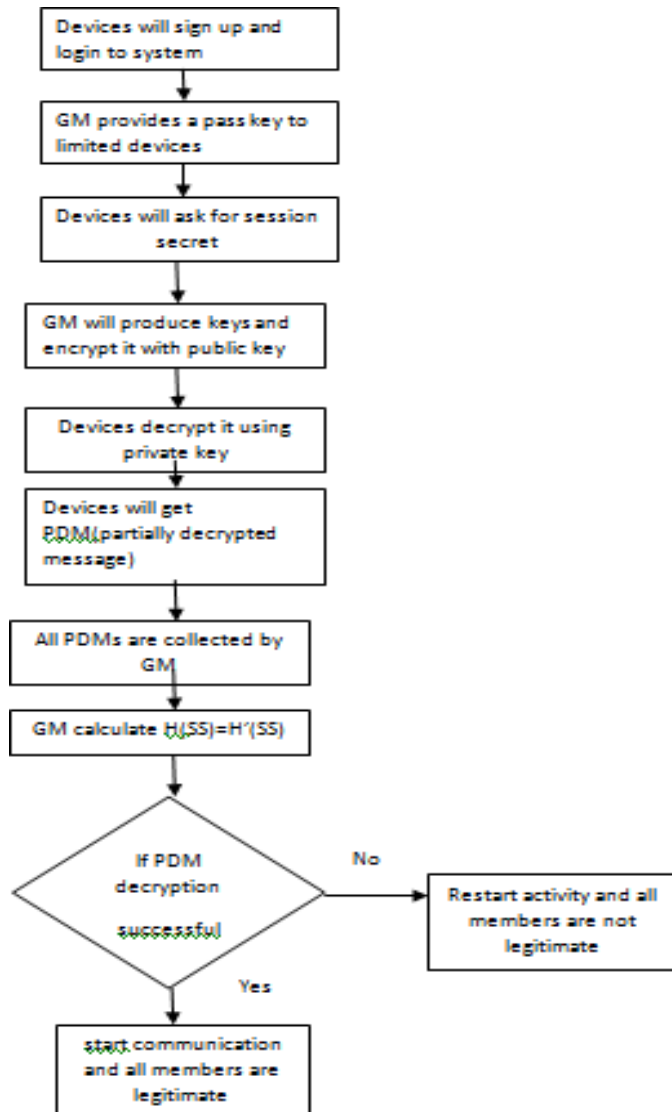 Devices will sign up and
login to system
GM provides a pass key to
limited devices
Devices will ask for session
secret
GM will produce keys and
encrypt it with public key
Devices decrypt it using
private key
Devices will get
PDM(partially decrypted
message)
All PDMs are collected by
GM
GM calculate H(SS)=H′(SS)
If PDM
decryption
successful
No
Restart activity and all
members are not
legitimate
Yes
start communication
and all members are
legitimate